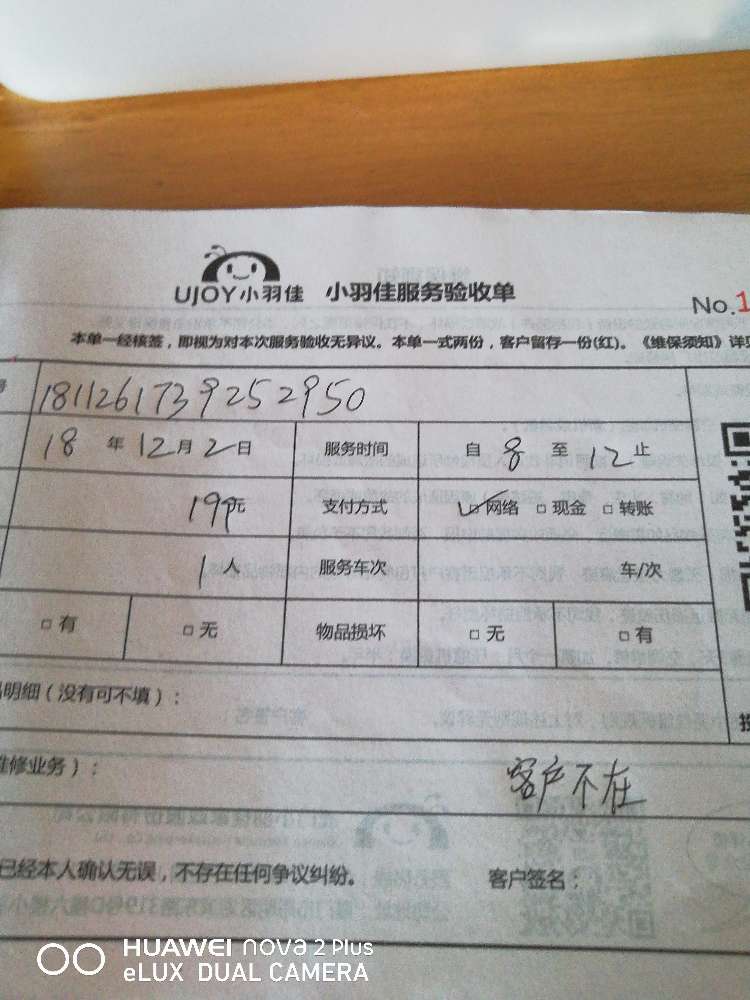 UJOY小羽佳 小羽佳服务验收单
No.1
本单一经核签，即视为对本次服务验收无异议。本单一式两份，客户留存一份(红)。《维保须知》详见
1811261739252950
18 年 12月 2日 服务时间 自 8 至 12 止
199元 支付方式 ✓□网络 □现金 □转账
1人 服务车次 车/次
□有 □无 物品损坏 □无 □有
明细（没有可不填）：
维修业务）：
客户不在
已经本人确认无误，不存在任何争议纠纷。 客户签名：
HUAWEI nova 2 Plus
eLUX DUAL CAMERA